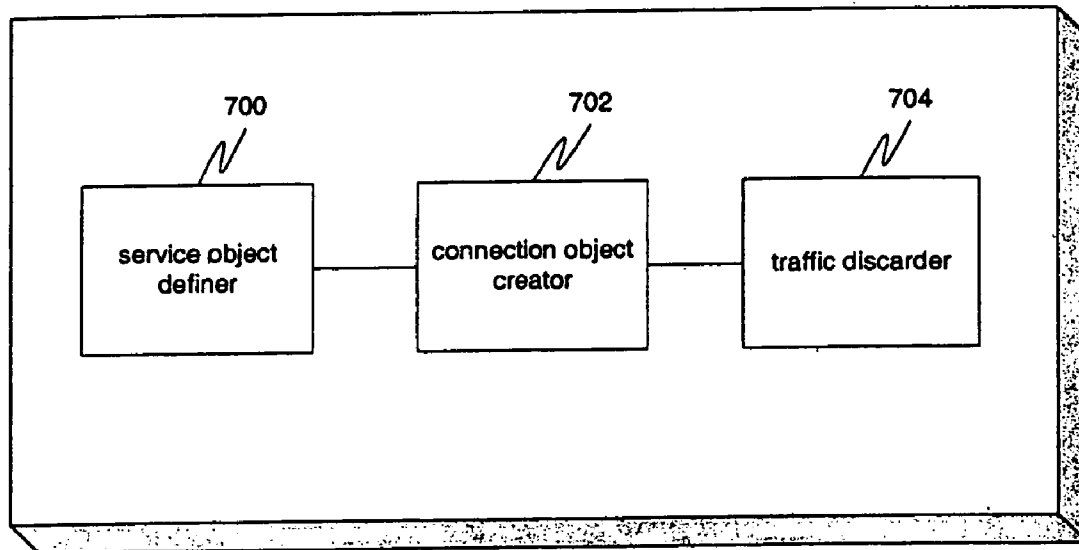 700
702
704
service object
definer
connection object
creator
traffic discarder